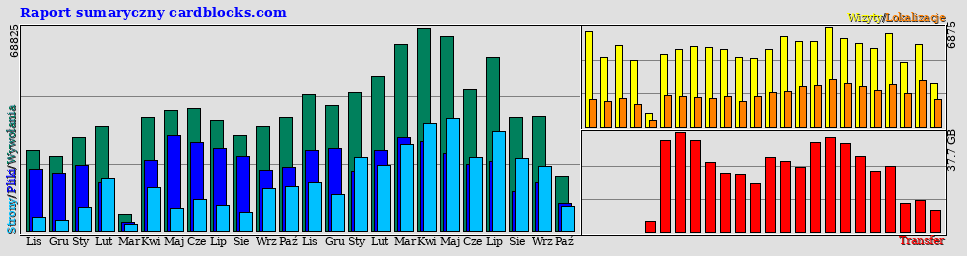 Raport sumaryczny cardblocks.com
Wizyty/Lokalizacje
68825
Strony/Pliki/Wywołania
6875
37.7 GB
Lis Gru Sty Lut Mar Kwi Maj Cze Lip Sie Wrz Paź Lis Gru Sty Lut Mar Kwi Maj Cze Lip Sie Wrz Paź
Transfer